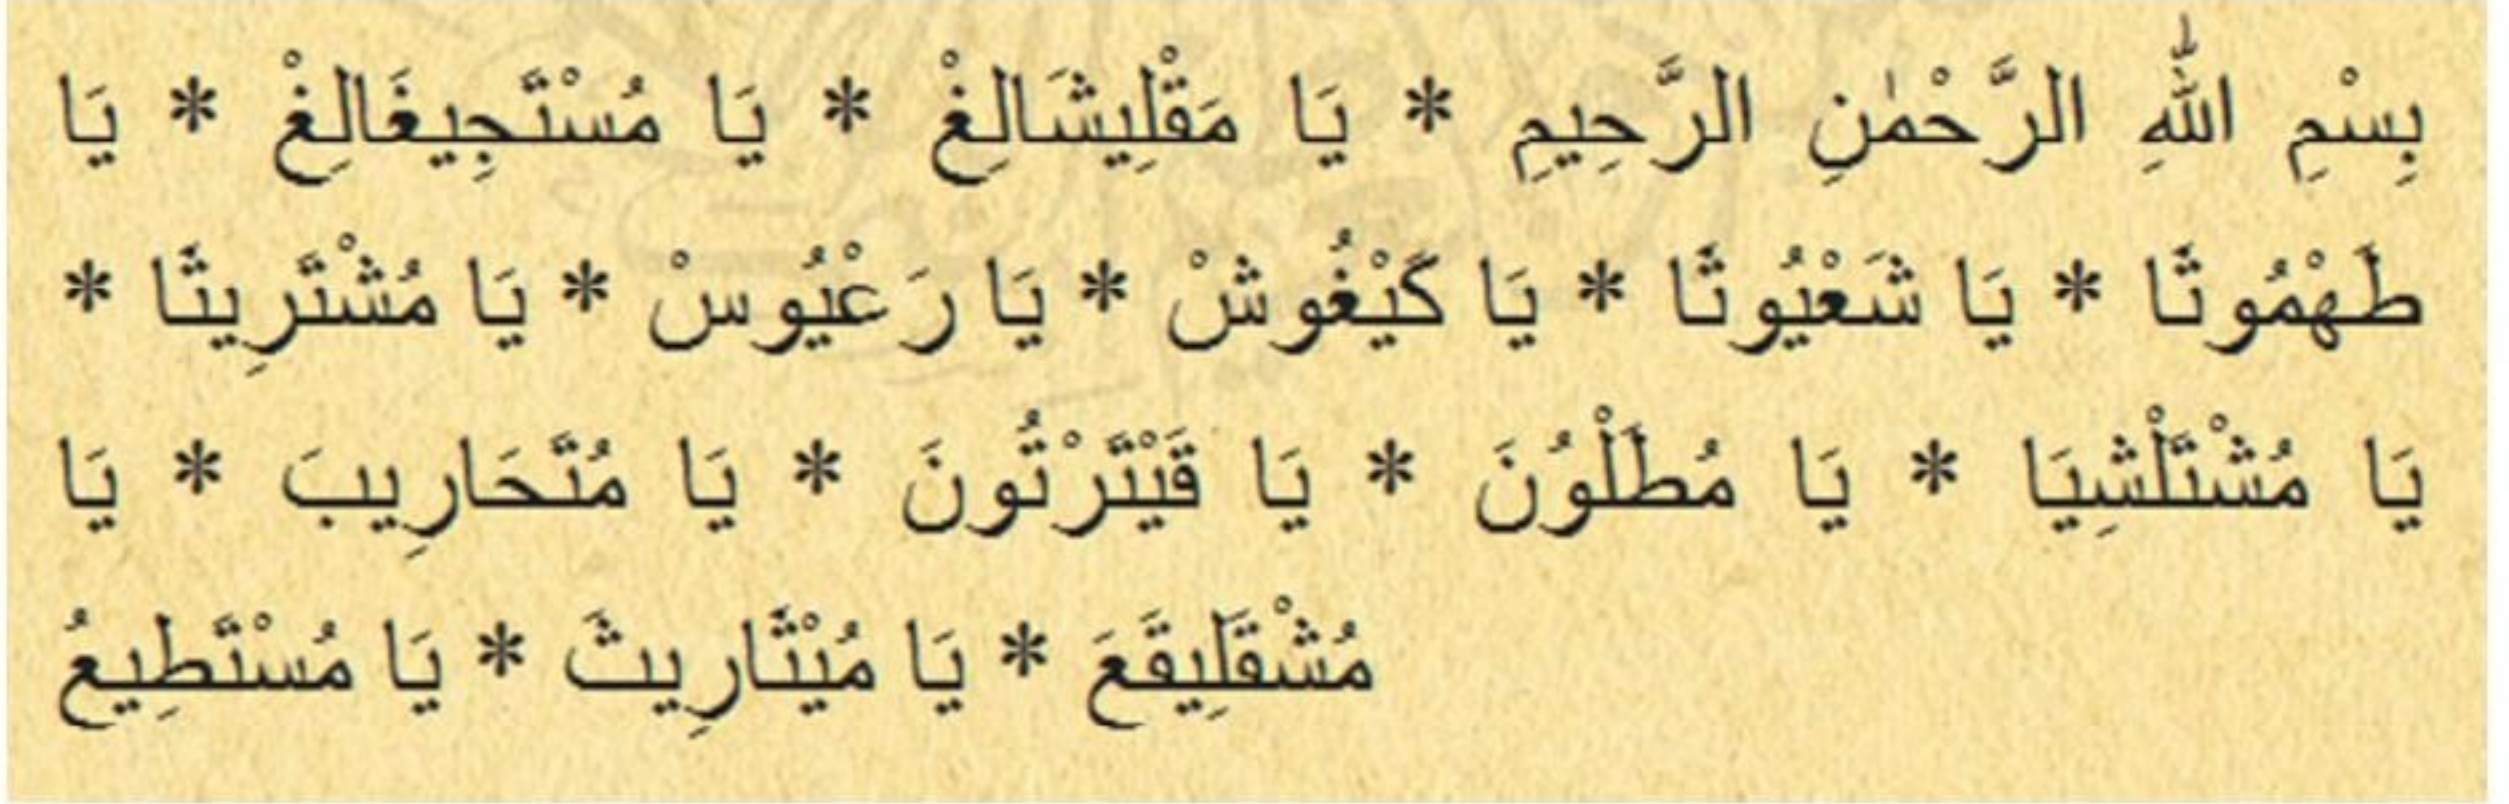 بِسْمِ اللّٰهِ الرَّحْمٰنِ الرَّحِيمِ * يَا مَقْلِيشَالِغْ * يَا مُسْتَجِيغَالِغْ * يَا
طَهْمُوثَا * يَا شَعْيُوثَا * يَا كَيْغُوشْ * يَا رَعْيُوسْ * يَا مُشْتَرِيثَا *
يَا مُشْتَلْشِيَا * يَا مُطَلْوُنَ * يَا قَيْتَرْتُونَ * يَا مُتَحَارِيبَ * يَا
مُشْقَلِيقَعَ * يَا مُيْثَارِيثَ * يَا مُسْتَطِيعُ